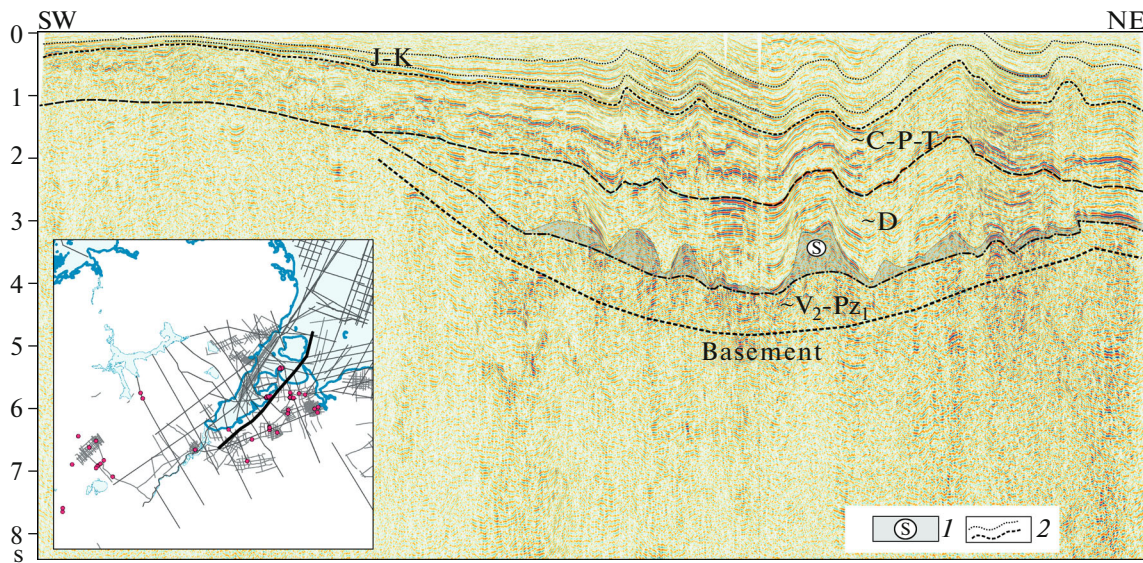 SW NE
0
J-K
1
~C-P-T
2
3
~D
S
4
~V₂-Pz₁
5
Basement
6
7
S 1 2
8
s